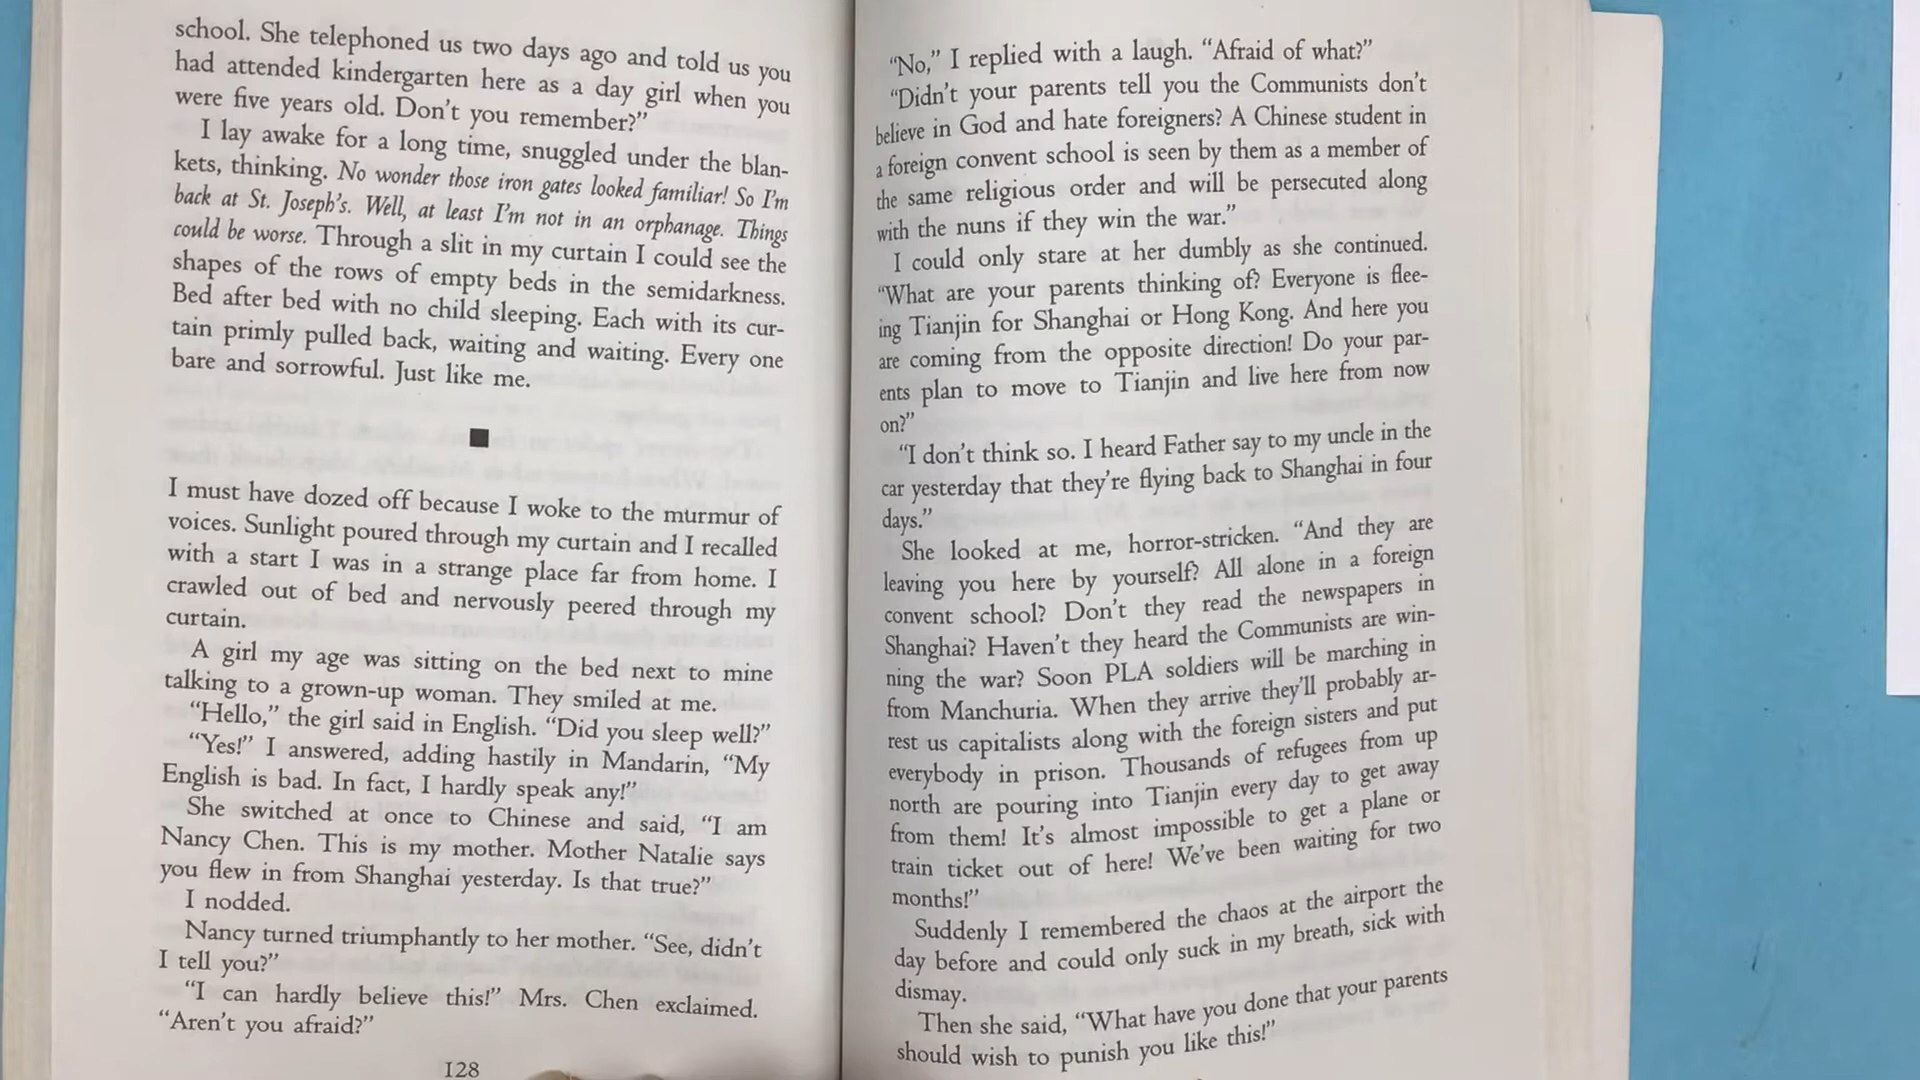 school. She telephoned us two days ago and told us you
had attended kindergarten here as a day girl when you
were five years old. Don't you remember?”
I lay awake for a long time, snuggled under the blan-
kets, thinking. No wonder those iron gates looked familiar! So I'm
back at St. Joseph's. Well, at least I'm not in an orphanage. Things
could be worse. Through a slit in my curtain I could see the
shapes of the rows of empty beds in the semidarkness.
Bed after bed with no child sleeping. Each with its cur-
tain primly pulled back, waiting and waiting. Every one
bare and sorrowful. Just like me.
■
I must have dozed off because I woke to the murmur of
voices. Sunlight poured through my curtain and I recalled
with a start I was in a strange place far from home. I
crawled out of bed and nervously peered through my
curtain.
A girl my age was sitting on the bed next to mine
talking to a grown-up woman. They smiled at me.
“Hello,” the girl said in English. “Did you sleep well?”
“Yes!” I answered, adding hastily in Mandarin, “My
English is bad. In fact, I hardly speak any!”
She switched at once to Chinese and said, “I am
Nancy Chen. This is my mother. Mother Natalie says
you flew in from Shanghai yesterday. Is that true?”
I nodded.
Nancy turned triumphantly to her mother. “See, didn't
I tell you?”
“I can hardly believe this!” Mrs. Chen exclaimed.
“Aren't you afraid?”
128
“No,” I replied with a laugh. “Afraid of what?”
“Didn't your parents tell you the Communists don't
believe in God and hate foreigners? A Chinese student in
a foreign convent school is seen by them as a member of
the same religious order and will be persecuted along
with the nuns if they win the war.”
I could only stare at her dumbly as she continued.
“What are your parents thinking of? Everyone is flee-
ing Tianjin for Shanghai or Hong Kong. And here you
are coming from the opposite direction! Do your par-
ents plan to move to Tianjin and live here from now
on?”
“I don't think so. I heard Father say to my uncle in the
car yesterday that they're flying back to Shanghai in four
days.”
She looked at me, horror-stricken. “And they are
leaving you here by yourself? All alone in a foreign
convent school? Don't they read the newspapers in
Shanghai? Haven't they heard the Communists are win-
ning the war? Soon PLA soldiers will be marching in
from Manchuria. When they arrive they'll probably ar-
rest us capitalists along with the foreign sisters and put
everybody in prison. Thousands of refugees from up
north are pouring into Tianjin every day to get away
from them! It's almost impossible to get a plane or
train ticket out of here! We've been waiting for two
months!”
Suddenly I remembered the chaos at the airport the
day before and could only suck in my breath, sick with
dismay.
Then she said, “What have you done that your parents
should wish to punish you like this!”